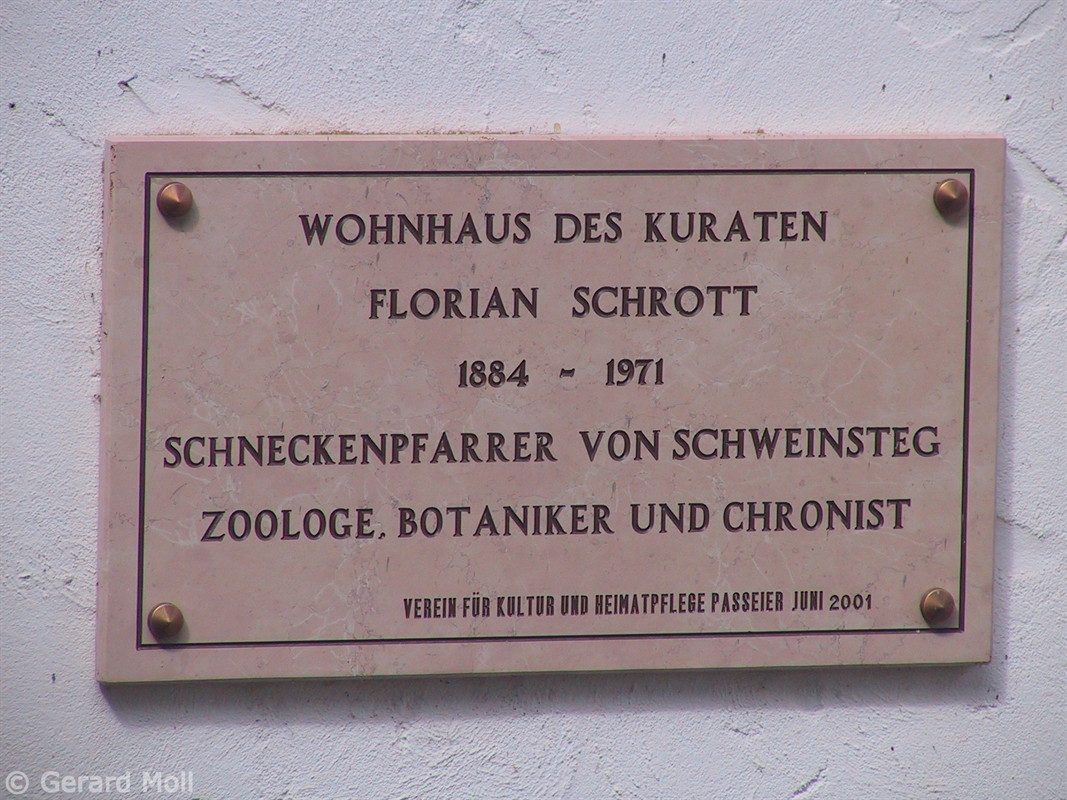 WOHNHAUS DES KURATEN
FLORIAN SCHROTT
1884 - 1971
SCHNECKENPFARRER VON SCHWEINSTEG
ZOOLOGE, BOTANIKER UND CHRONIST
VEREIN FÜR KULTUR UND HEIMATPFLEGE PASSEIER JUNI 2001
© Gerard Moll